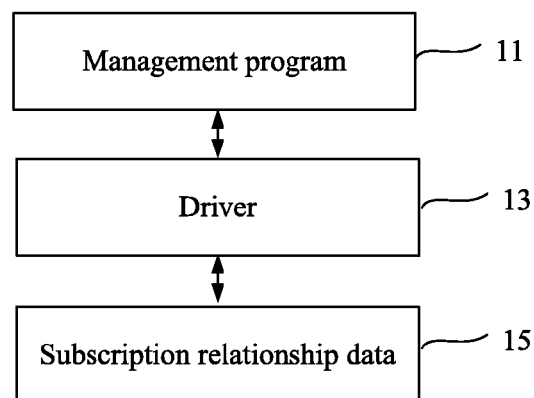 Management program
11
Driver
13
Subscription relationship data
15